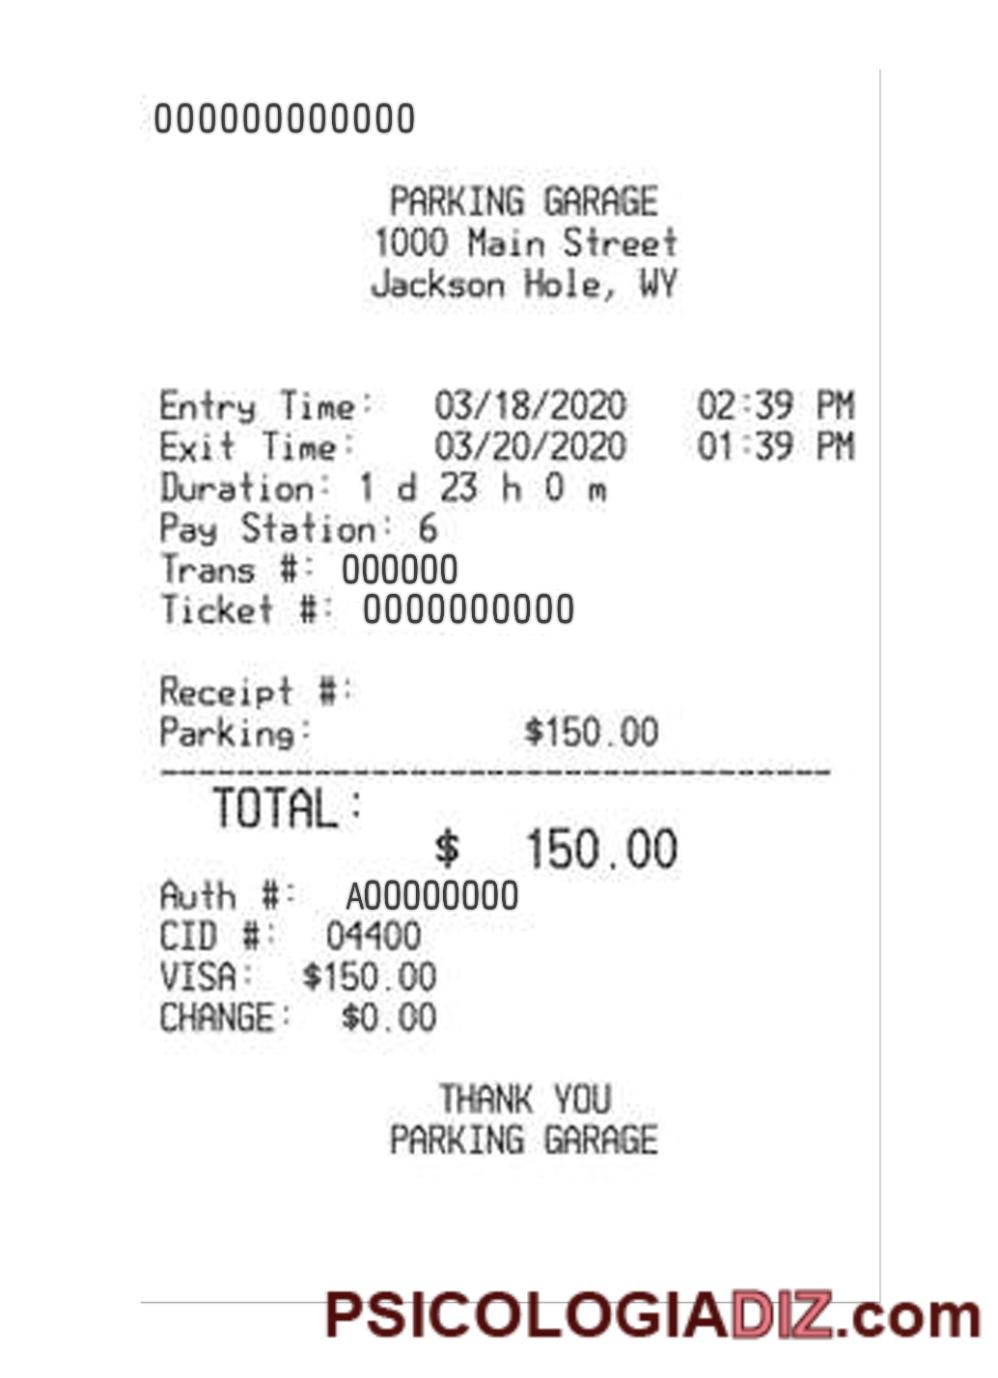 000000000000
PARKING GARAGE
1000 Main Street
Jackson Hole, WY
Entry Time: 03/18/2020 02:39 PM
Exit Time: 03/20/2020 01:39 PM
Duration: 1 d 23 h 0 m
Pay Station: 6
Trans #: 000000
Ticket #: 0000000000
Receipt #:
Parking: $150.00
-----------------------------------
TOTAL:
$ 150.00
Auth #: A00000000
CID #: 04400
VISA: $150.00
CHANGE: $0.00
THANK YOU
PARKING GARAGE
PSICOLOGIADIZ.com